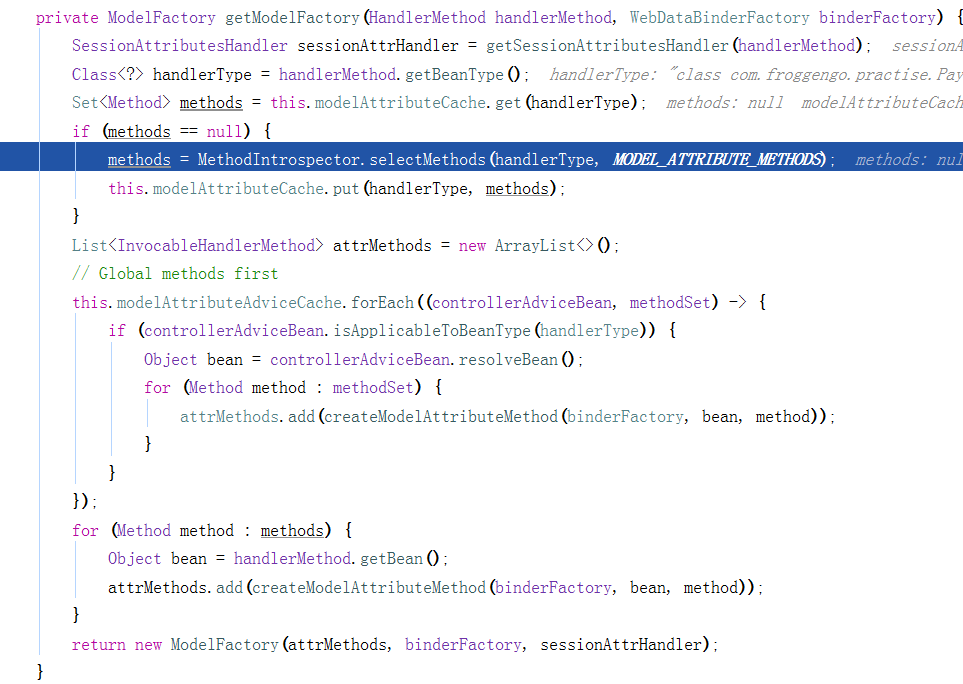 private ModelFactory getModelFactory(HandlerMethod handlerMethod, WebDataBinderFactory binderFactory) {
SessionAttributesHandler sessionAttrHandler = getSessionAttributesHandler(handlerMethod); sessionA
Class<?> handlerType = handlerMethod.getBeanType(); handlerType: "class com.froggengo.practise.Pay
Set<Method> methods = this.modelAttributeCache.get(handlerType); methods: null modelAttributeCach
if (methods == null) {
methods = MethodIntrospector.selectMethods(handlerType, MODEL_ATTRIBUTE_METHODS); methods: nul
this.modelAttributeCache.put(handlerType, methods);
}
List<InvocableHandlerMethod> attrMethods = new ArrayList<>();
// Global methods first
this.modelAttributeAdviceCache.forEach((controllerAdviceBean, methodSet) -> {
if (controllerAdviceBean.isApplicableToBeanType(handlerType)) {
Object bean = controllerAdviceBean.resolveBean();
for (Method method : methodSet) {
attrMethods.add(createModelAttributeMethod(binderFactory, bean, method));
}
}
});
for (Method method : methods) {
Object bean = handlerMethod.getBean();
attrMethods.add(createModelAttributeMethod(binderFactory, bean, method));
}
return new ModelFactory(attrMethods, binderFactory, sessionAttrHandler);
}